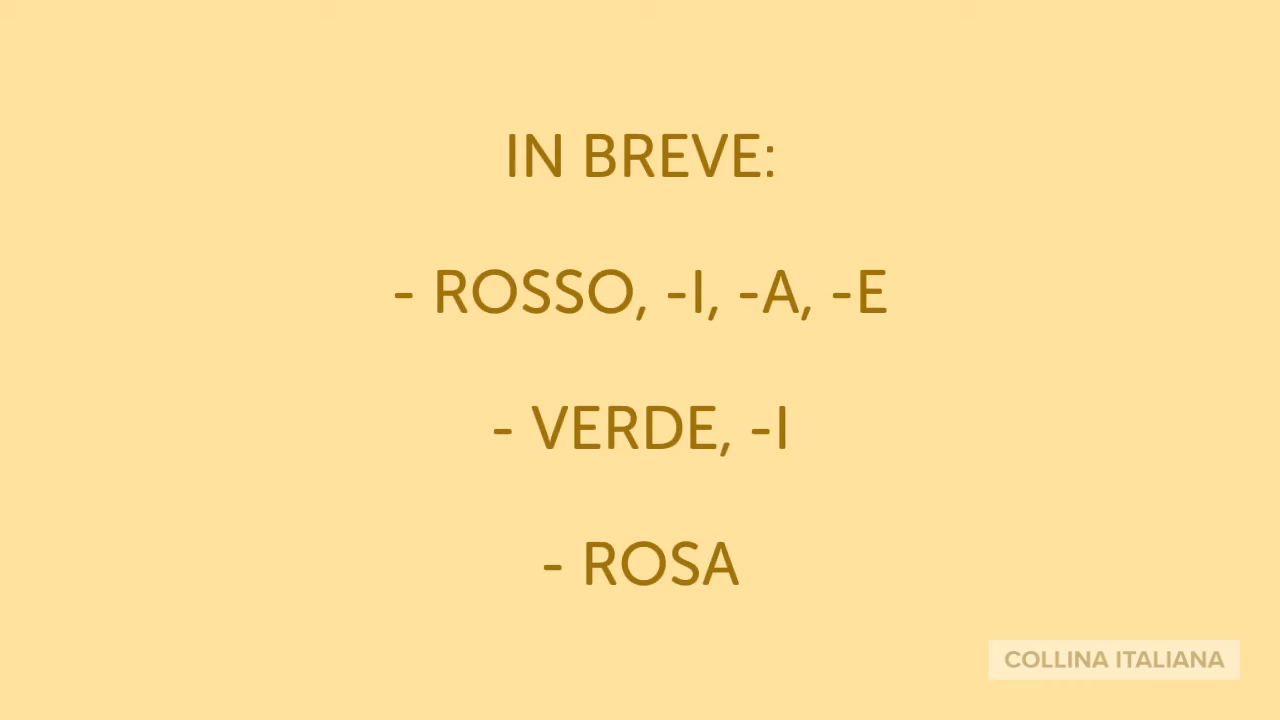 IN BREVE:
- ROSSO, -I, -A, -E
- VERDE, -I
- ROSA
COLLINA ITALIANA